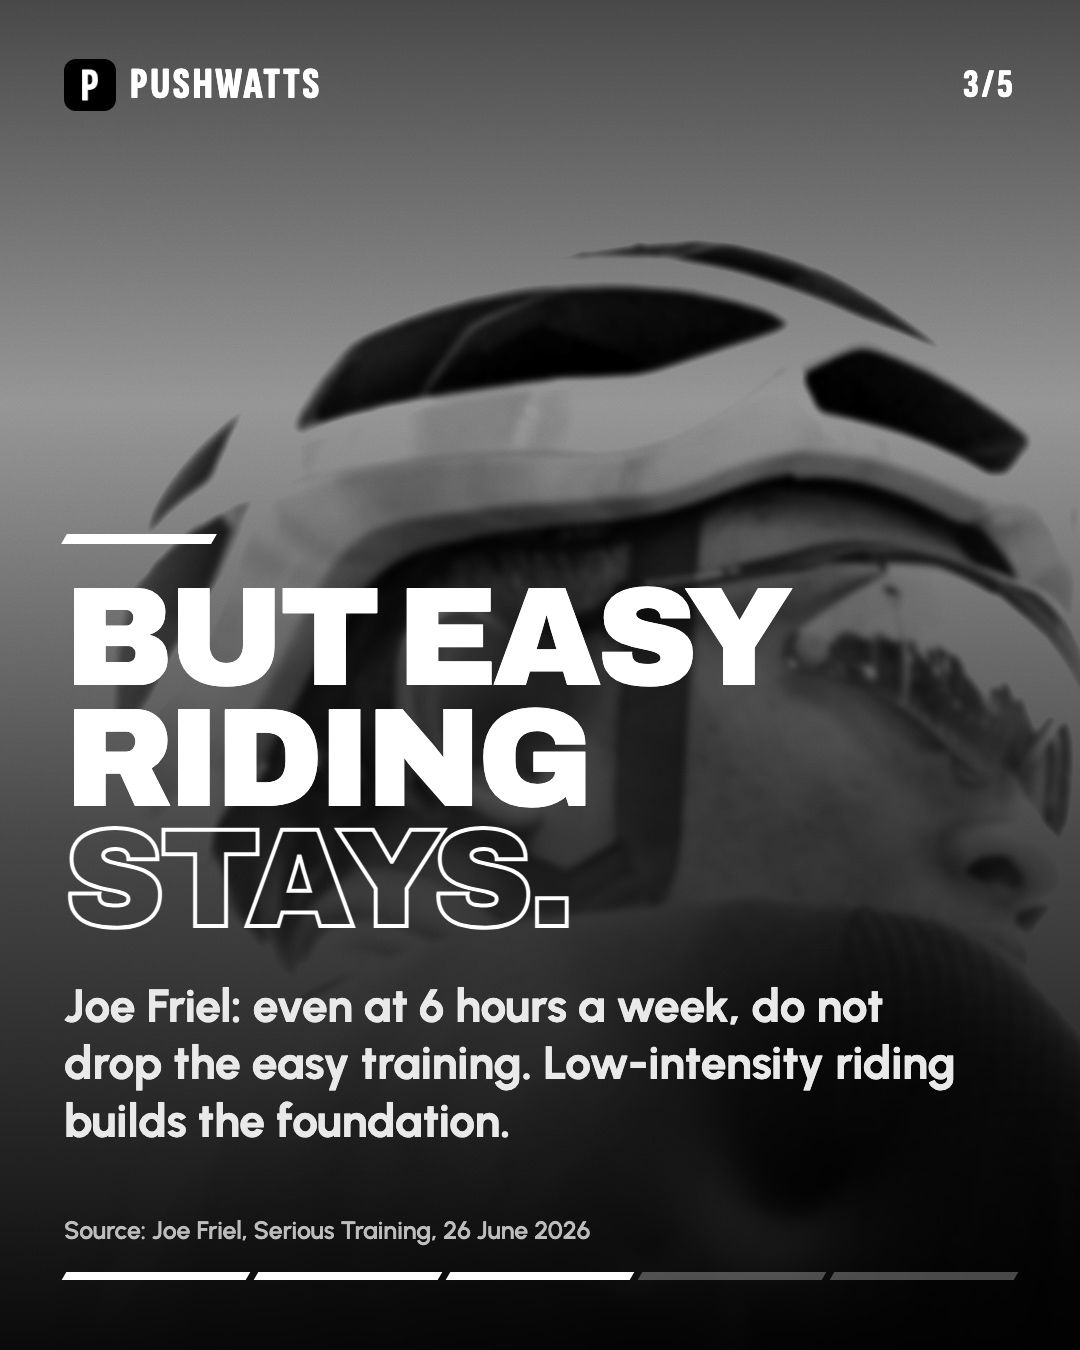 P PUSHWATTS
3/5
BUT EASY
RIDING
STAYS.
Joe Friel: even at 6 hours a week, do not
drop the easy training. Low-intensity riding
builds the foundation.
Source: Joe Friel, Serious Training, 26 June 2026